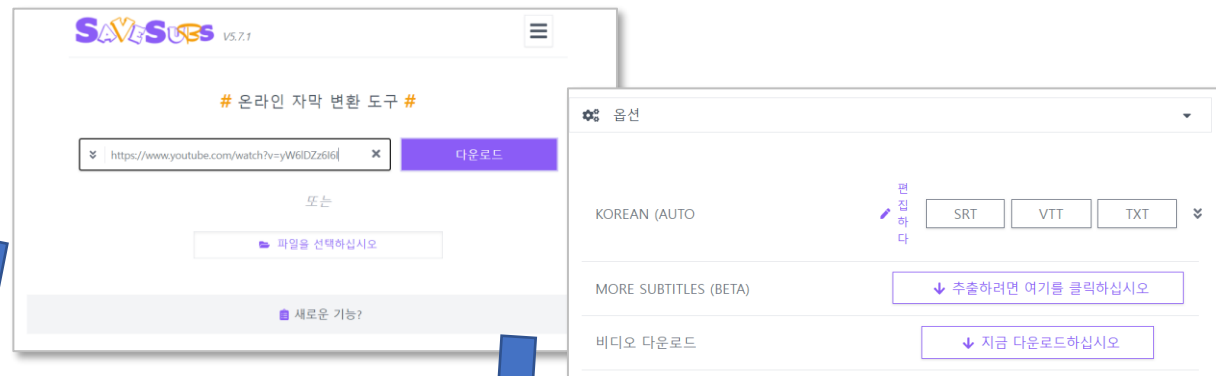 SAVESUBS V5.7.1
# 온라인 자막 변환 도구 #
https://www.youtube.com/watch?v=yW6lDZz6I6I
다운로드
또는
파일을 선택하십시오
새로운 기능?
옵션
KOREAN (AUTO
편
집
하
다
SRT
VTT
TXT
MORE SUBTITLES (BETA)
추출하려면 여기를 클릭하십시오
비디오 다운로드
지금 다운로드하십시오